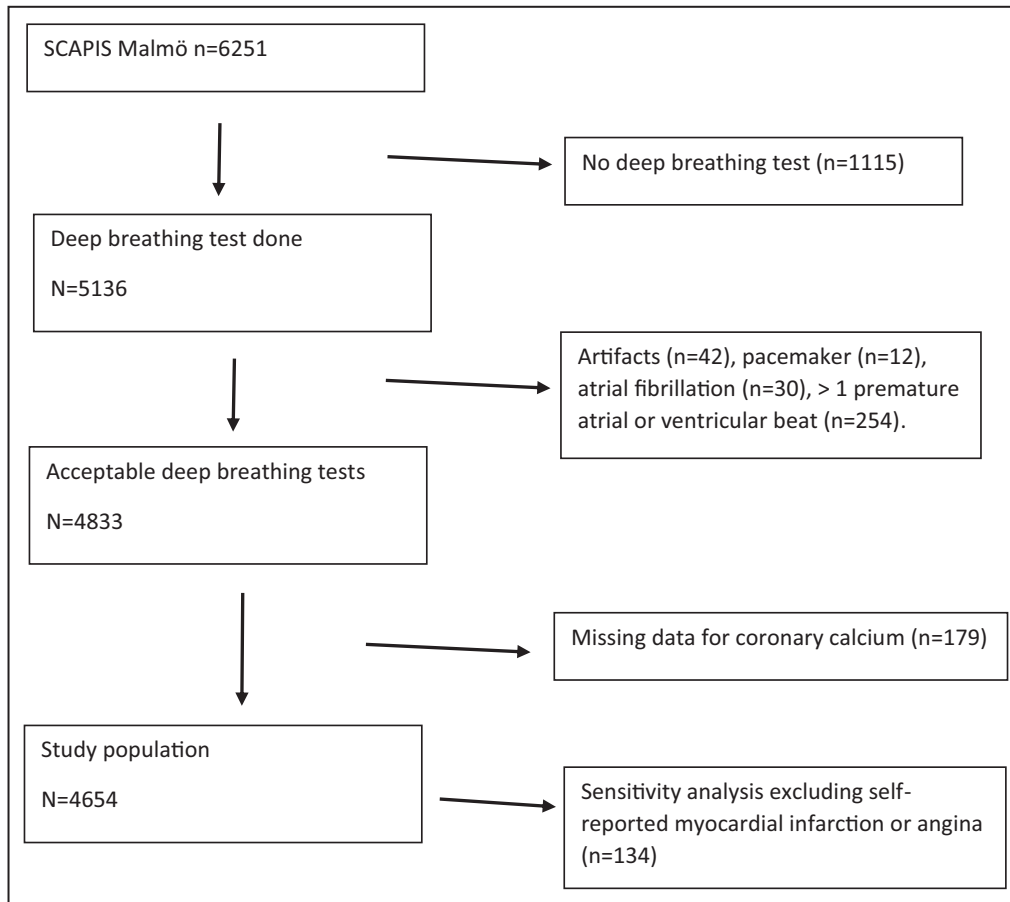 SCAPIS Malmö n=6251
No deep breathing test (n=1115)
Deep breathing test done
N=5136
Artifacts (n=42), pacemaker (n=12),
atrial fibrillation (n=30), > 1 premature
atrial or ventricular beat (n=254).
Acceptable deep breathing tests
N=4833
Missing data for coronary calcium (n=179)
Study population
N=4654
Sensitivity analysis excluding self-
reported myocardial infarction or angina
(n=134)